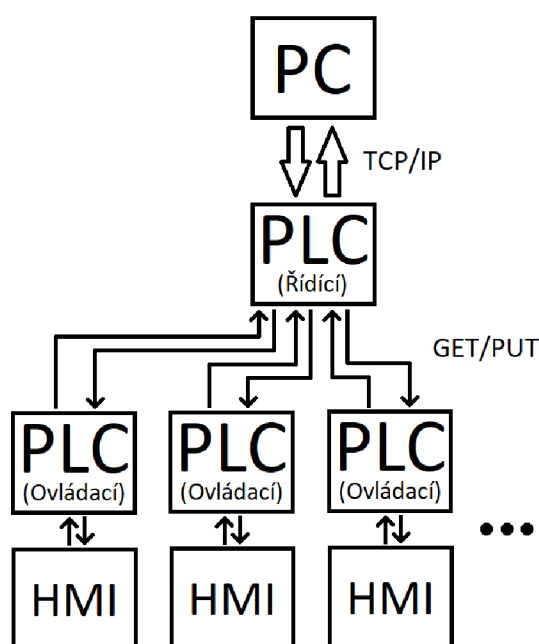 PC
TCP/IP
PLC
(Řídící)
GET/PUT
PLC
(Ovládací)
PLC
(Ovládací)
PLC
(Ovládací)
HMI
HMI
HMI